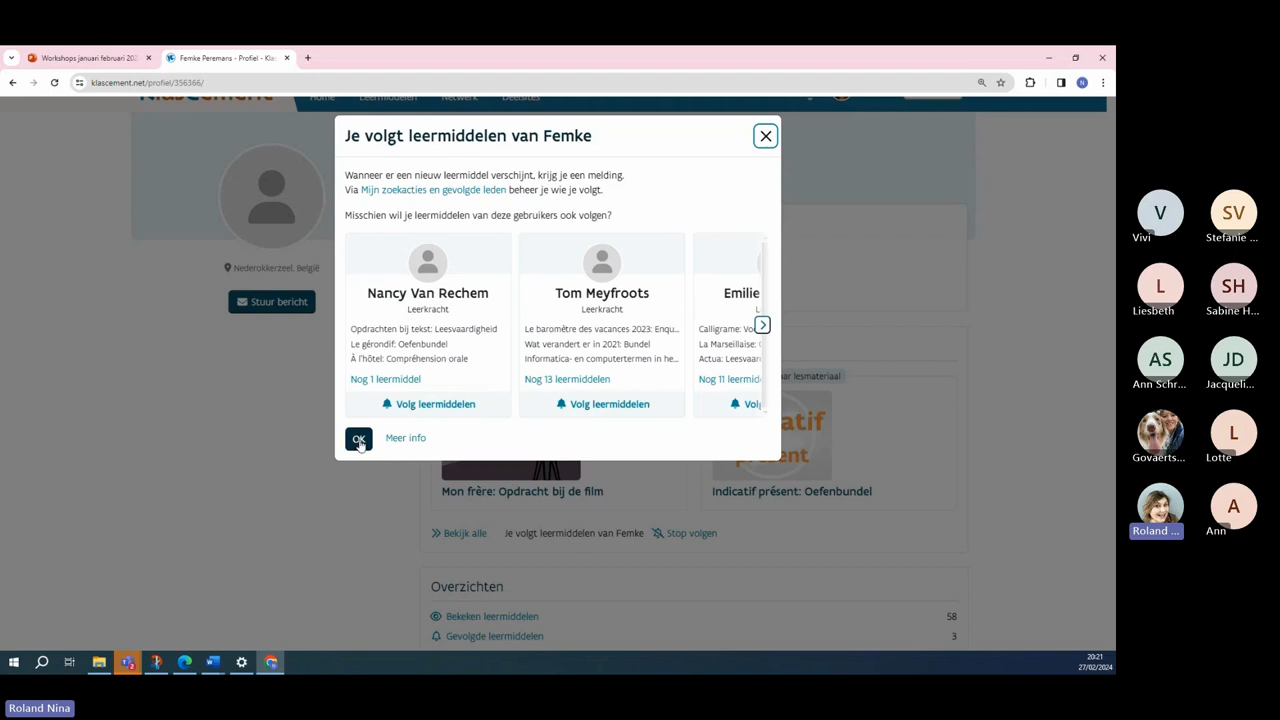 Workshops januari februari 202
Femke Peremans - Profiel - Kla
klascement.net/profiel/356366/
Home
Leermiddelen
Netwerk
Deelsites
Je volgt leermiddelen van Femke
Wanneer er een nieuw leermiddel verschijnt, krijg je een melding.
Via Mijn zoekacties en gevolgde leden beheer je wie je volgt.
Misschien wil je leermiddelen van deze gebruikers ook volgen?
Nancy Van Rechem
Leerkracht
Opdrachten bij tekst: Leesvaardigheid
Le gérondif: Oefenbundel
À l'hôtel: Compréhension orale
Nog 1 leermiddel
Volg leermiddelen
Tom Meyfroots
Leerkracht
Le baromètre des vacances 2023: Enqu...
Wat verandert er in 2021: Bundel
Informatica- en computertermen in he...
Nog 13 leermiddelen
Volg leermiddelen
Emilie
Calligrame: Vo
La Marseillaise:
Actua: Leesvaar
Nog 11 leermid
Vol
OK
Meer info
Nederokkerzeel, België
Stuur bericht
aar lesmateriaal
présent
Mon frère: Opdracht bij de film
Indicatif présent: Oefenbundel
Bekijk alle
Je volgt leermiddelen van Femke
Stop volgen
Overzichten
Bekeken leermiddelen
58
Gevolgde leermiddelen
3
20:21
27/02/2024
V
Vivi
SV
Stefanie ...
L
Liesbeth
SH
Sabine H...
AS
Ann Schr...
JD
Jacqueli...
Govaerts...
L
Lotte
Roland ...
A
Ann
Roland Nina